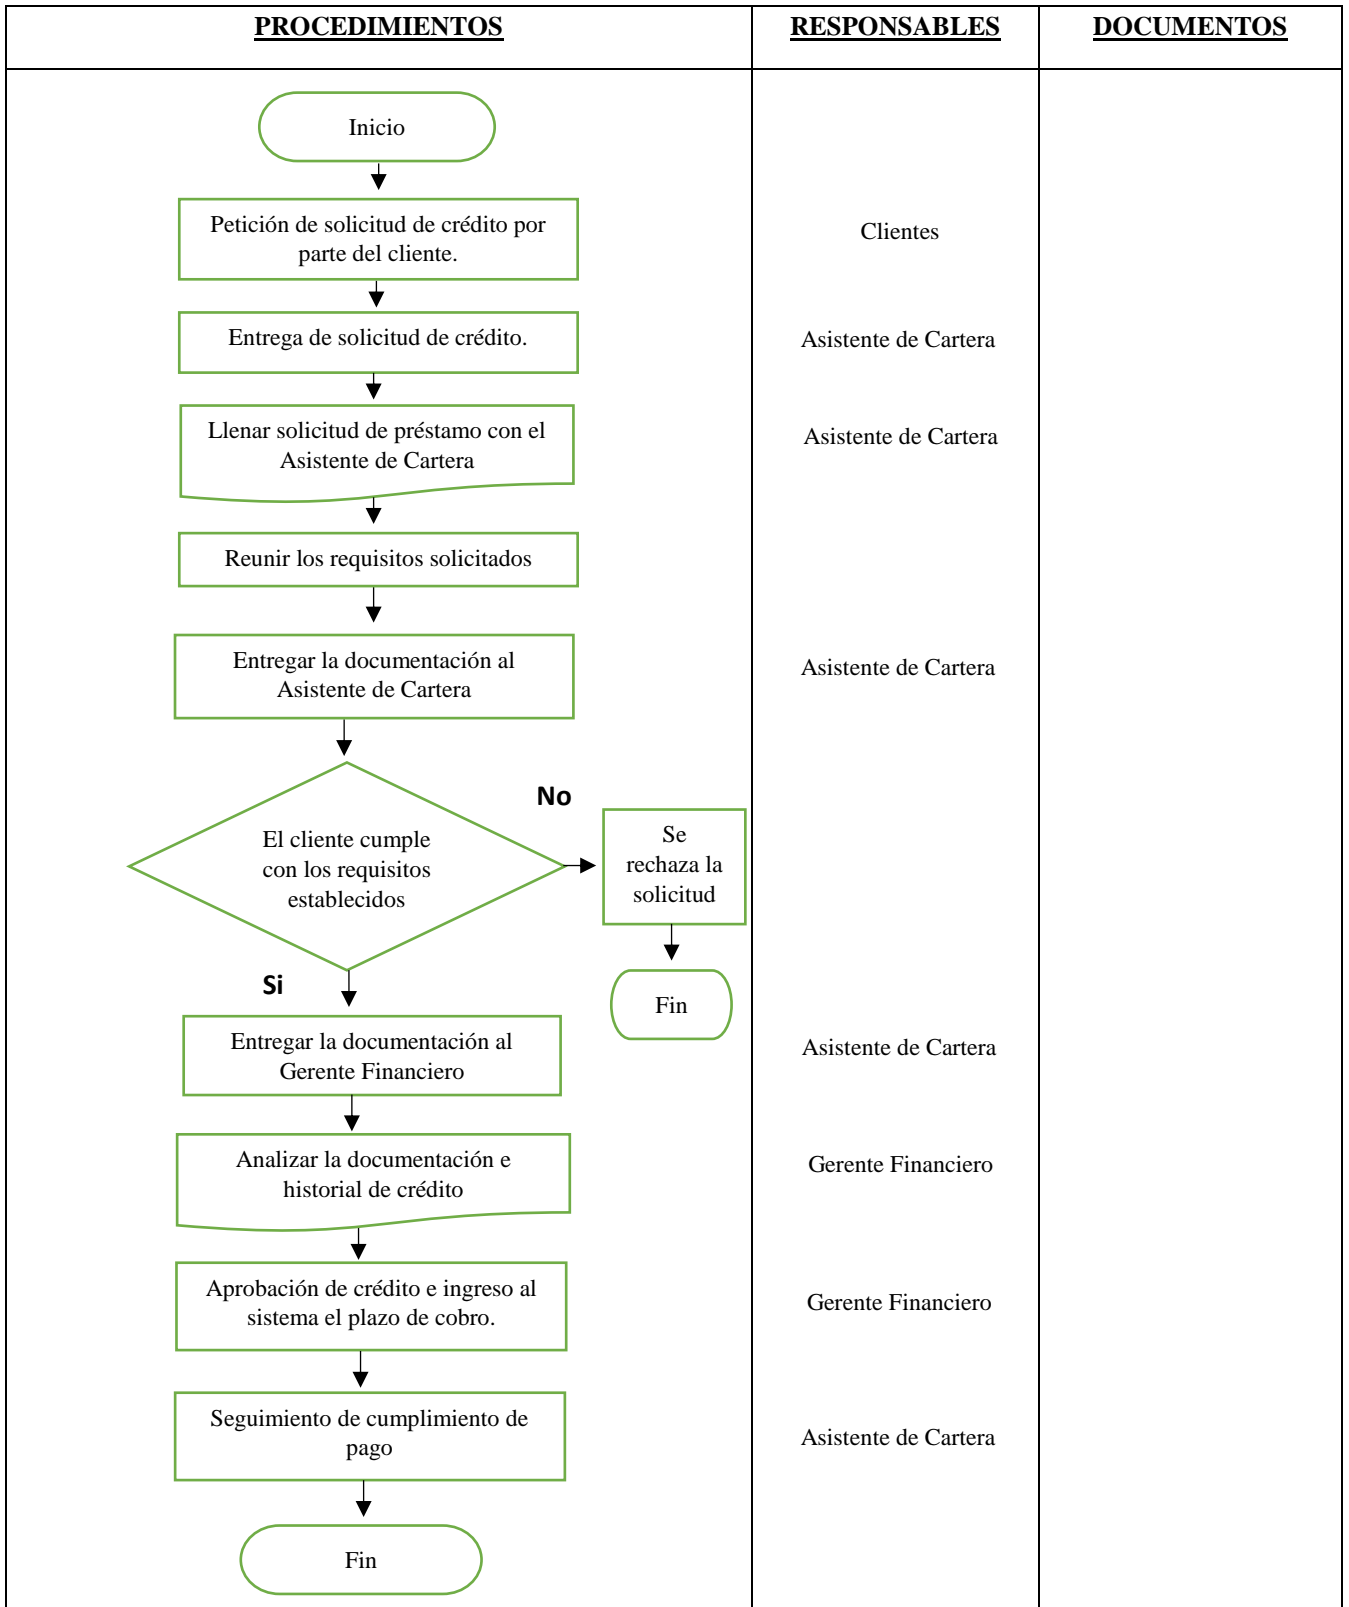 PROCEDIMIENTOS
RESPONSABLES
DOCUMENTOS
Inicio
Petición de solicitud de crédito por
parte del cliente.
Clientes
Entrega de solicitud de crédito.
Asistente de Cartera
Llenar solicitud de préstamo con el
Asistente de Cartera
Asistente de Cartera
Reunir los requisitos solicitados
Entregar la documentación al
Asistente de Cartera
Asistente de Cartera
El cliente cumple
con los requisitos
establecidos
No
Se
rechaza la
solicitud
Fin
Si
Entregar la documentación al
Gerente Financiero
Asistente de Cartera
Analizar la documentación e
historial de crédito
Gerente Financiero
Aprobación de crédito e ingreso al
sistema el plazo de cobro.
Gerente Financiero
Seguimiento de cumplimiento de
pago
Asistente de Cartera
Fin